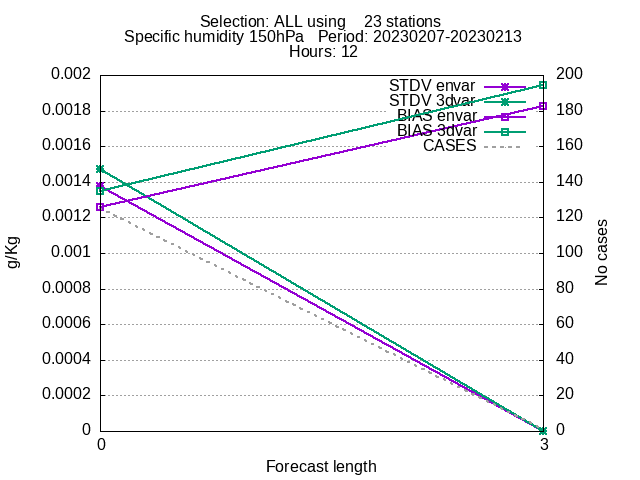 Selection: ALL using    23 stations
Specific humidity 150hPa   Period: 20230207-20230213
Hours: 12
0.002
0.0018
0.0016
0.0014
0.0012
0.001
0.0008
0.0006
0.0004
0.0002
0
g/Kg
STDV envar
STDV 3dvar
BIAS envar
BIAS 3dvar
CASES
200
180
160
140
120
100
80
60
40
20
0
No cases
0
3
Forecast length